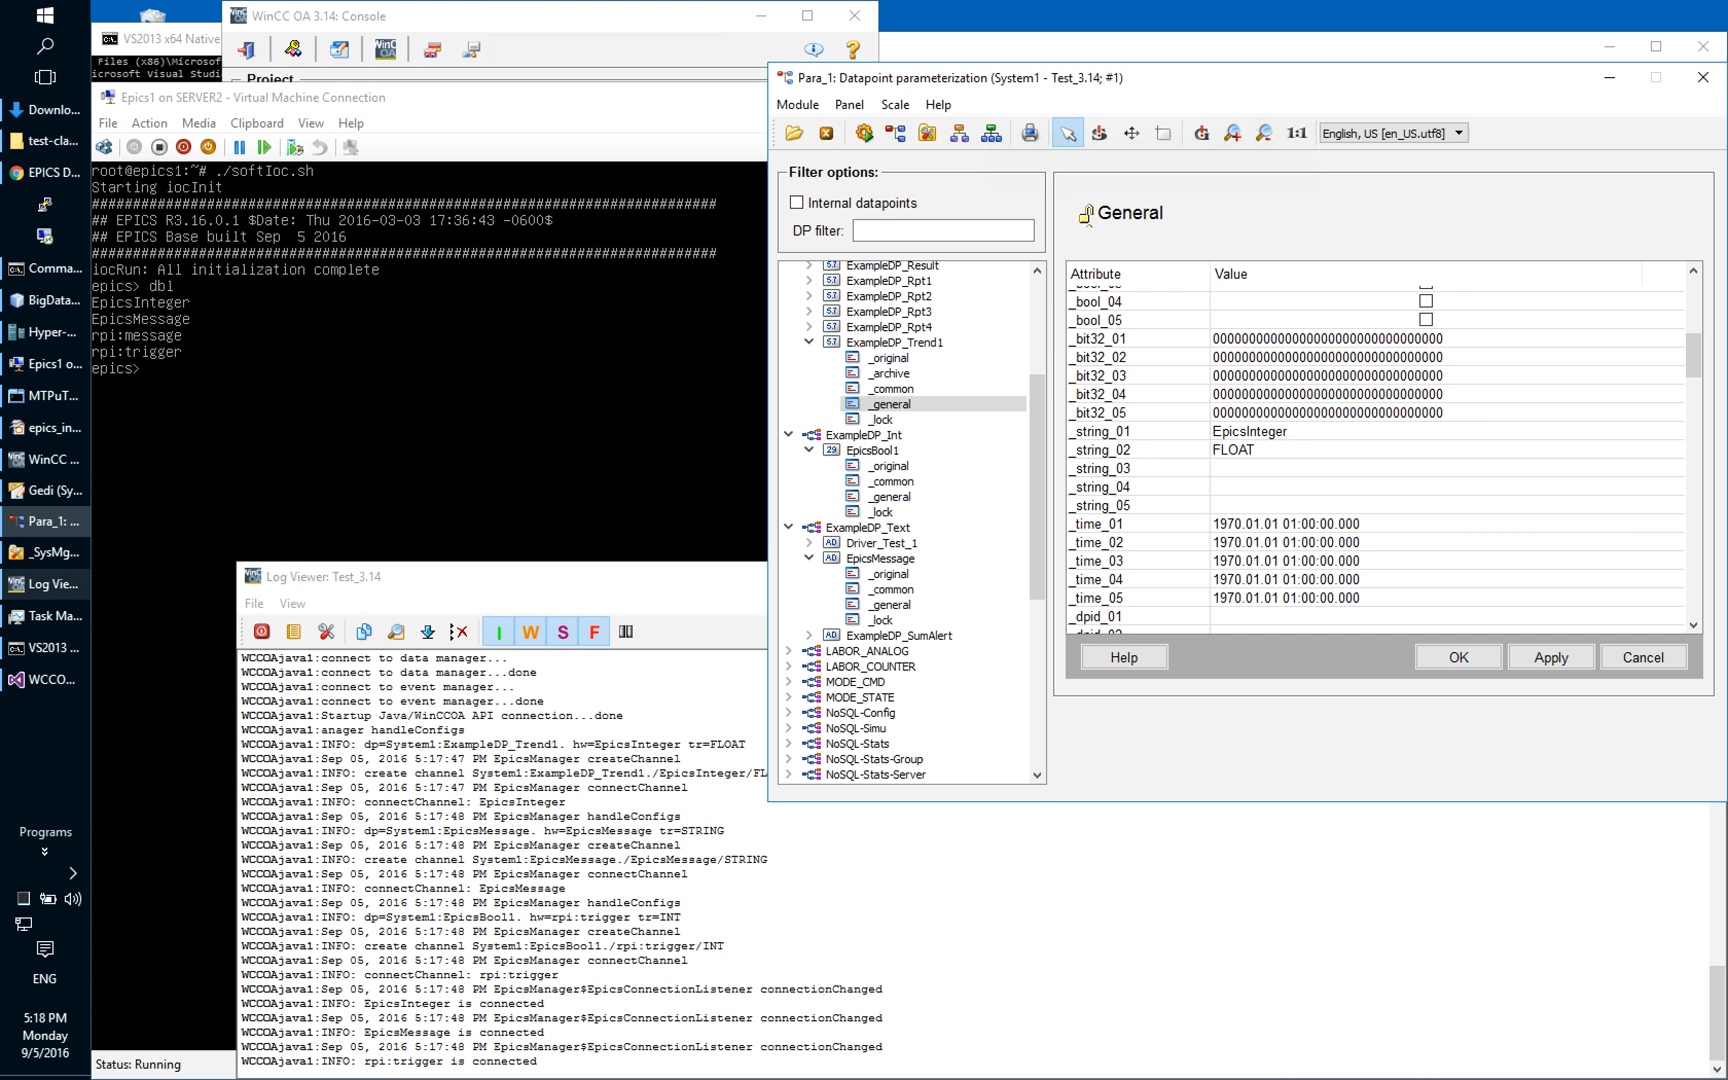 WinCC OA 3.14: Console
VS2013 x64 Native
Files (x86)\Microsoft Visual
icrosoft Visual Studi
Project
Downlo...
test-cla...
EPICS D...
Comma...
BigData...
Hyper-...
Epics1 o...
MTPuT...
epics_in...
WinCC ...
Gedi (Sy...
Para_1: ...
_SysMg...
Log Vie...
Task Ma...
VS2013 ...
WCCO...
Programs
ENG
5:18 PM
Monday
9/5/2016
Epics1 on SERVER2 - Virtual Machine Connection
File Action Media Clipboard View Help
root@epics1:~# ./softIoc.sh
Starting iocInit
############################################################################
## EPICS R3.16.0.1 $Date: Thu 2016-03-03 17:36:43 -0600$
## EPICS Base built Sep  5 2016
############################################################################
iocRun: All initialization complete
epics> dbl
EpicsInteger
EpicsMessage
rpi:message
rpi:trigger
epics>
Status: Running
Log Viewer: Test_3.14
File View
I W S F
WCCOAjava1:connect to data manager...
WCCOAjava1:connect to data manager...done
WCCOAjava1:connect to event manager...
WCCOAjava1:connect to event manager...done
WCCOAjava1:Startup Java/WinCCOA API connection...done
WCCOAjava1:anager handleConfigs
WCCOAjava1:INFO: dp=System1:ExampleDP_Trend1. hw=EpicsInteger tr=FLOAT
WCCOAjava1:Sep 05, 2016 5:17:47 PM EpicsManager createChannel
WCCOAjava1:INFO: create channel System1:ExampleDP_Trend1./EpicsInteger/FL
WCCOAjava1:Sep 05, 2016 5:17:47 PM EpicsManager connectChannel
WCCOAjava1:INFO: connectChannel: EpicsInteger
WCCOAjava1:Sep 05, 2016 5:17:48 PM EpicsManager handleConfigs
WCCOAjava1:INFO: dp=System1:EpicsMessage. hw=EpicsMessage tr=STRING
WCCOAjava1:Sep 05, 2016 5:17:48 PM EpicsManager createChannel
WCCOAjava1:INFO: create channel System1:EpicsMessage./EpicsMessage/STRING
WCCOAjava1:Sep 05, 2016 5:17:48 PM EpicsManager connectChannel
WCCOAjava1:INFO: connectChannel: EpicsMessage
WCCOAjava1:Sep 05, 2016 5:17:48 PM EpicsManager handleConfigs
WCCOAjava1:INFO: dp=System1:EpicsBool1. hw=rpi:trigger tr=INT
WCCOAjava1:Sep 05, 2016 5:17:48 PM EpicsManager createChannel
WCCOAjava1:INFO: create channel System1:EpicsBool1./rpi:trigger/INT
WCCOAjava1:Sep 05, 2016 5:17:48 PM EpicsManager connectChannel
WCCOAjava1:INFO: connectChannel: rpi:trigger
WCCOAjava1:Sep 05, 2016 5:17:48 PM EpicsManager$EpicsConnectionListener connectionChanged
WCCOAjava1:INFO: EpicsInteger is connected
WCCOAjava1:Sep 05, 2016 5:17:48 PM EpicsManager$EpicsConnectionListener connectionChanged
WCCOAjava1:INFO: EpicsMessage is connected
WCCOAjava1:Sep 05, 2016 5:17:48 PM EpicsManager$EpicsConnectionListener connectionChanged
WCCOAjava1:INFO: rpi:trigger is connected
Para_1: Datapoint parameterization (System1 - Test_3.14; #1)
Module Panel Scale Help
1:1 English, US [en_US.utf8]
Filter options:
Internal datapoints
DP filter:
ExampleDP_Result
ExampleDP_Rpt1
ExampleDP_Rpt2
ExampleDP_Rpt3
ExampleDP_Rpt4
ExampleDP_Trend1
_original
_archive
_common
_general
_lock
ExampleDP_Int
EpicsBool1
_original
_common
_general
_lock
ExampleDP_Text
Driver_Test_1
EpicsMessage
_original
_common
_general
_lock
ExampleDP_SumAlert
LABOR_ANALOG
LABOR_COUNTER
MODE_CMD
MODE_STATE
NoSQL-Config
NoSQL-Simu
NoSQL-Stats
NoSQL-Stats-Group
NoSQL-Stats-Server
General
Attribute Value
_bool_04
_bool_05
_bit32_01 00000000000000000000000000000000
_bit32_02 00000000000000000000000000000000
_bit32_03 00000000000000000000000000000000
_bit32_04 00000000000000000000000000000000
_bit32_05 00000000000000000000000000000000
_string_01 EpicsInteger
_string_02 FLOAT
_string_03
_string_04
_string_05
_time_01 1970.01.01 01:00:00.000
_time_02 1970.01.01 01:00:00.000
_time_03 1970.01.01 01:00:00.000
_time_04 1970.01.01 01:00:00.000
_time_05 1970.01.01 01:00:00.000
_dpid_01
Help OK Apply Cancel